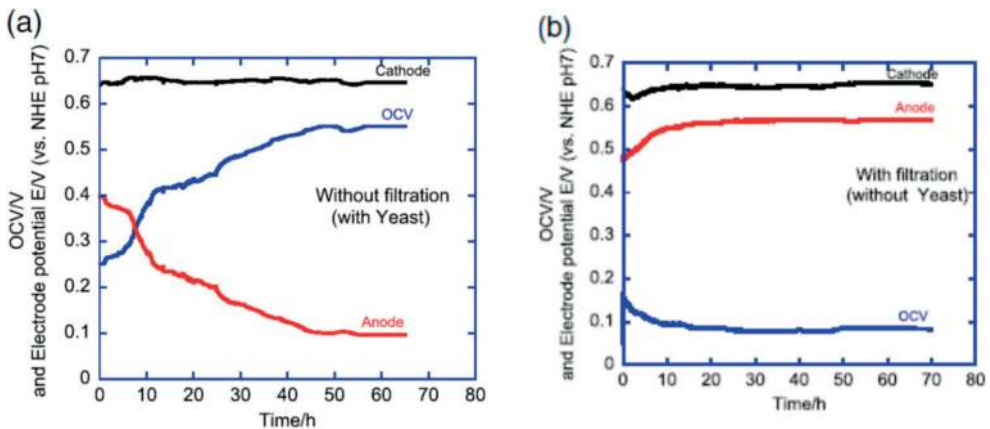 (a)
OCV/V
and Electrode potential E/V (vs. NHE pH7)
0.7
0.6
0.5
0.4
0.3
0.2
0.1
0
Cathode
OCV
Without filtration
(with Yeast)
Anode
0 10 20 30 40 50 60 70 80
Time/h
(b)
OCV/V
and Electrode potential E/V (vs. NHE pH7)
0.7
0.6
0.5
0.4
0.3
0.2
0.1
0
Cathode
Anode
With filtration
(without Yeast)
OCV
0 10 20 30 40 50 60 70 80
Time/h